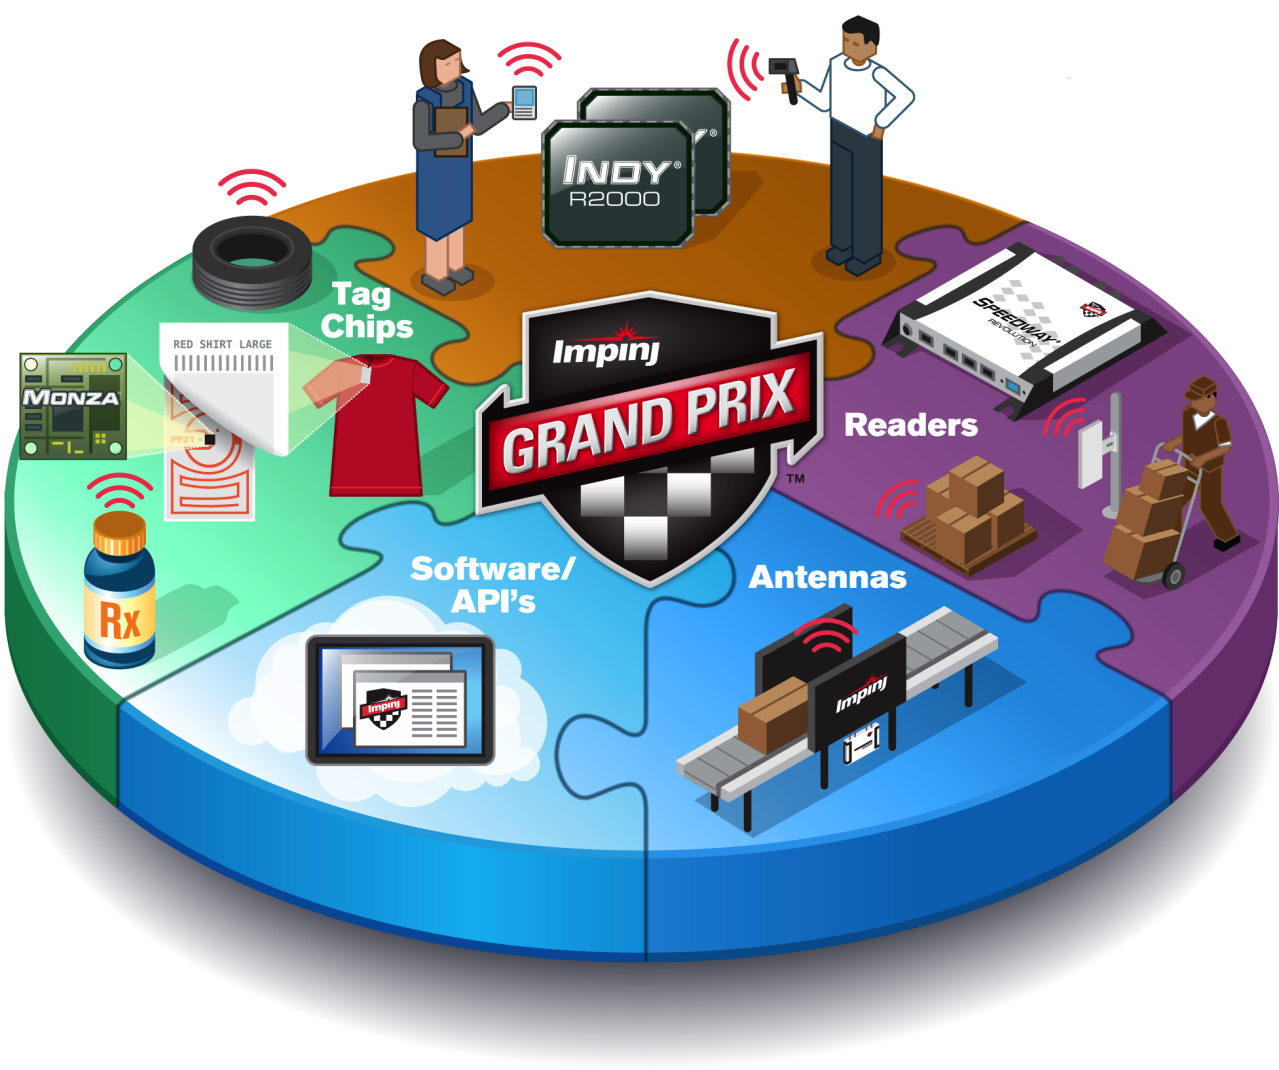 INDY®
R2000
Y®
Tag
Chips
RED SHIRT LARGE
MONZA®
PF21
Rx
Impinj
GRAND PRIX
TM
SPEEDWAY®
REVOLUTION
Readers
Software/
API's
Impinj
Antennas
Impinj